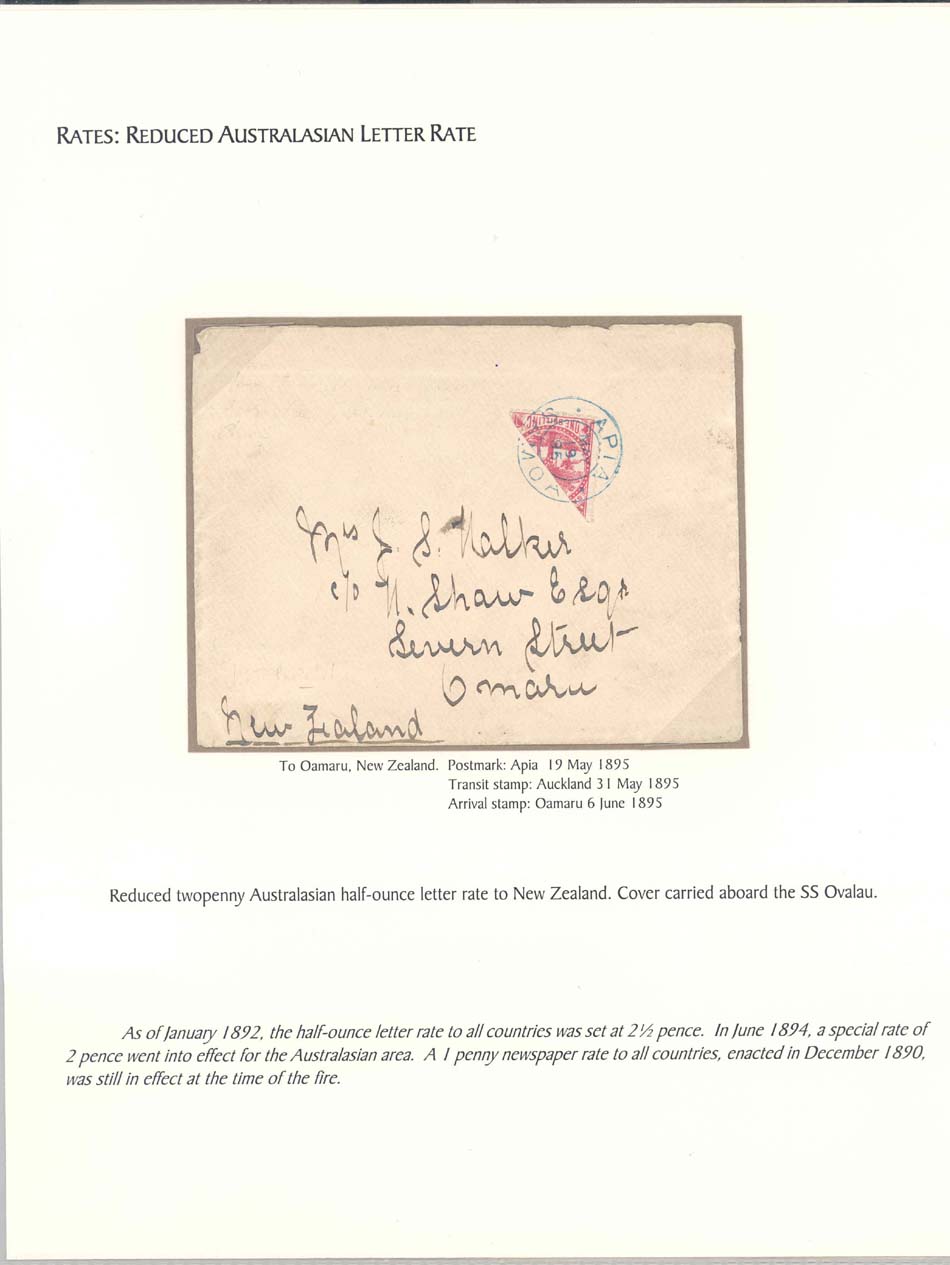 RATES: REDUCED AUSTRALASIAN LETTER RATE
APIA
SAMOA
19
95
Mrs J. S. Walker
c/o W. Shaw Esqr
Severn Street
Omaru
New Zealand
To Oamaru, New Zealand. Postmark: Apia 19 May 1895
Transit stamp: Auckland 31 May 1895
Arrival stamp: Oamaru 6 June 1895
Reduced twopenny Australasian half-ounce letter rate to New Zealand. Cover carried aboard the SS Ovalau.
As of January 1892, the half-ounce letter rate to all countries was set at 2½ pence. In June 1894, a special rate of
2 pence went into effect for the Australasian area. A 1 penny newspaper rate to all countries, enacted in December 1890,
was still in effect at the time of the fire.